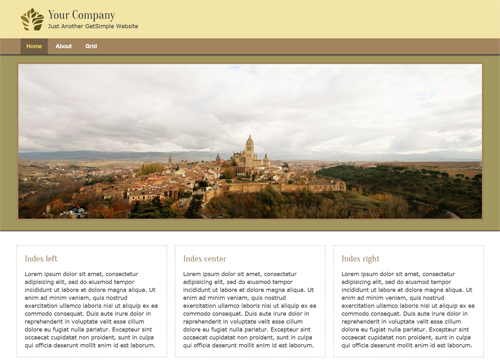 Your Company
Just Another GetSimple Website
Home About Grid
Index left
Lorem ipsum dolor sit amet, consectetur
adipisicing elit, sed do eiusmod tempor
incididunt ut labore et dolore magna aliqua. Ut
enim ad minim veniam, quis nostrud
exercitation ullamco laboris nisi ut aliquip ex ea
commodo consequat. Duis aute irure dolor in
reprehenderit in voluptate velit esse cillum
dolore eu fugiat nulla pariatur. Excepteur sint
occaecat cupidatat non proident, sunt in culpa
qui officia deserunt mollit anim id est laborum.
Index center
Lorem ipsum dolor sit amet, consectetur
adipisicing elit, sed do eiusmod tempor
incididunt ut labore et dolore magna aliqua. Ut
enim ad minim veniam, quis nostrud
exercitation ullamco laboris nisi ut aliquip ex ea
commodo consequat. Duis aute irure dolor in
reprehenderit in voluptate velit esse cillum
dolore eu fugiat nulla pariatur. Excepteur sint
occaecat cupidatat non proident, sunt in culpa
qui officia deserunt mollit anim id est laborum.
Index right
Lorem ipsum dolor sit amet, consectetur
adipisicing elit, sed do eiusmod tempor
incididunt ut labore et dolore magna aliqua. Ut
enim ad minim veniam, quis nostrud
exercitation ullamco laboris nisi ut aliquip ex ea
commodo consequat. Duis aute irure dolor in
reprehenderit in voluptate velit esse cillum
dolore eu fugiat nulla pariatur. Excepteur sint
occaecat cupidatat non proident, sunt in culpa
qui officia deserunt mollit anim id est laborum.